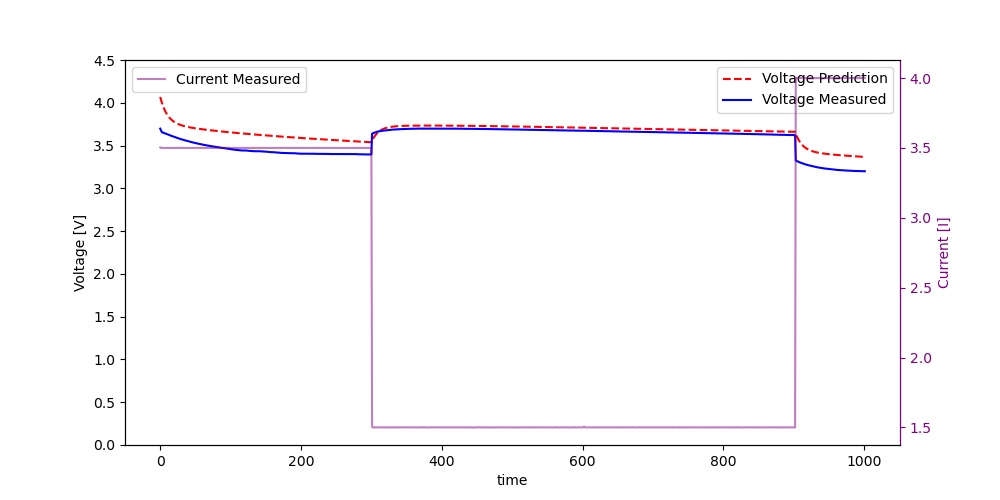 Current Measured
Voltage Prediction
Voltage Measured
Voltage [V]
4.5
4.0
3.5
3.0
2.5
2.0
1.5
1.0
0.5
0.0
4.0
3.5
3.0
2.5
2.0
1.5
Current [I]
0 200 400 600 800 1000
time